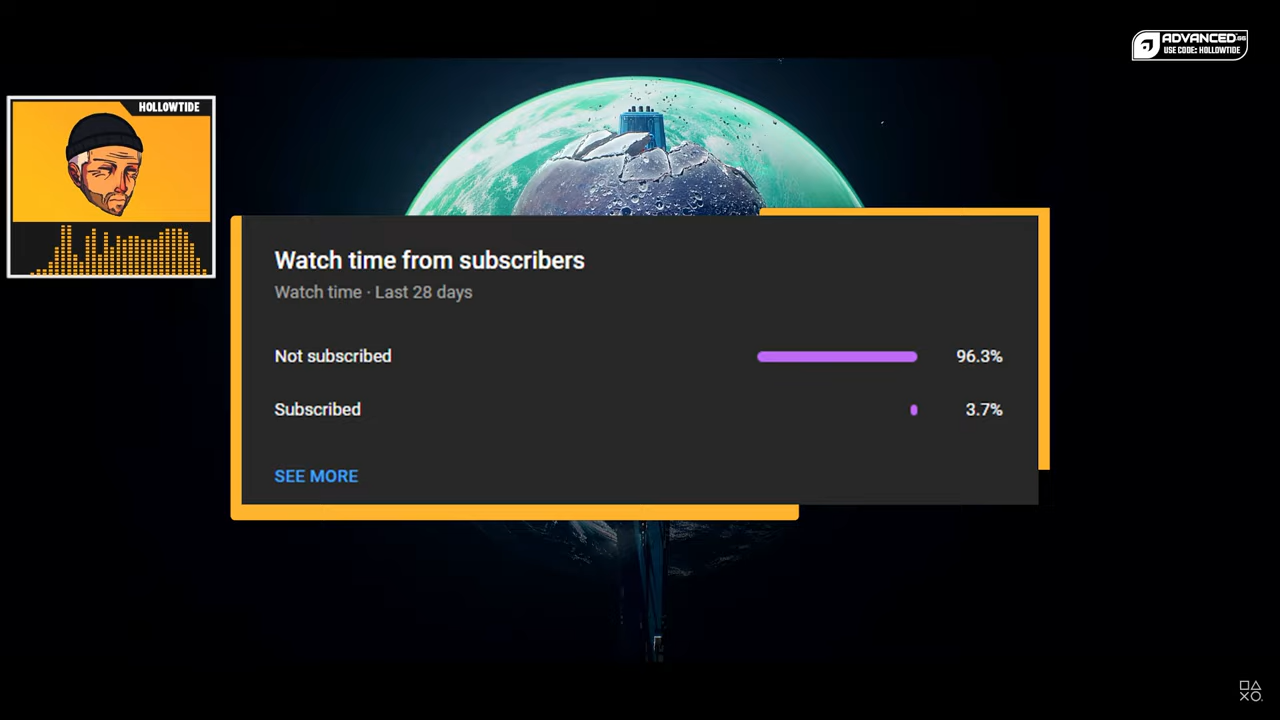 ADVANCED.GG
USE CODE: HOLLOWTIDE
HOLLOWTIDE
Watch time from subscribers
Watch time · Last 28 days
Not subscribed 96.3%
Subscribed 3.7%
SEE MORE